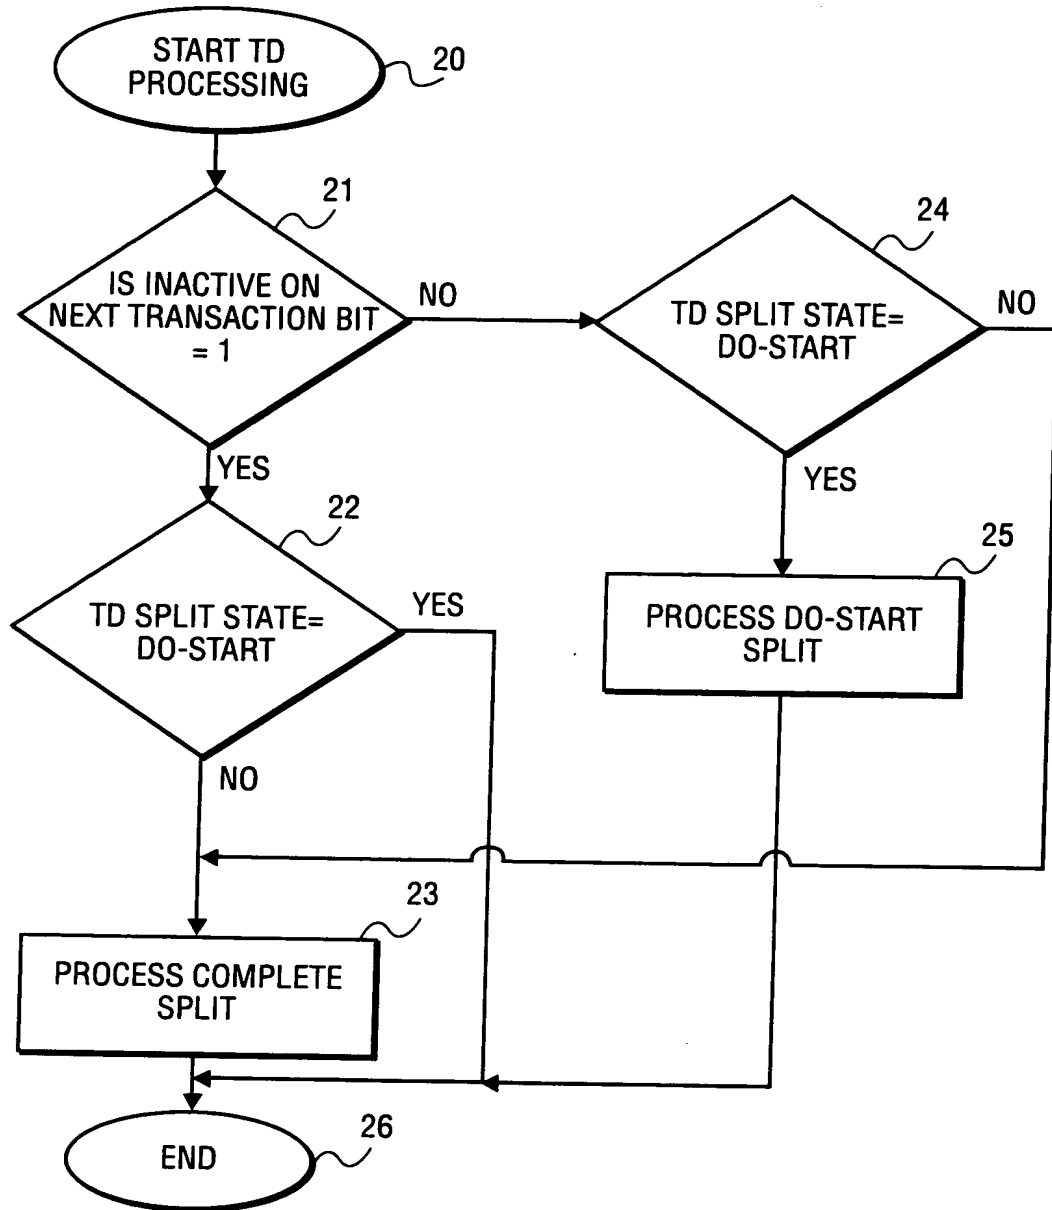 START TD
PROCESSING
20
21
IS INACTIVE ON
NEXT TRANSACTION BIT
= 1
NO
24
TD SPLIT STATE=
DO-START
NO
YES
YES
22
TD SPLIT STATE=
DO-START
YES
25
PROCESS DO-START
SPLIT
NO
23
PROCESS COMPLETE
SPLIT
END
26